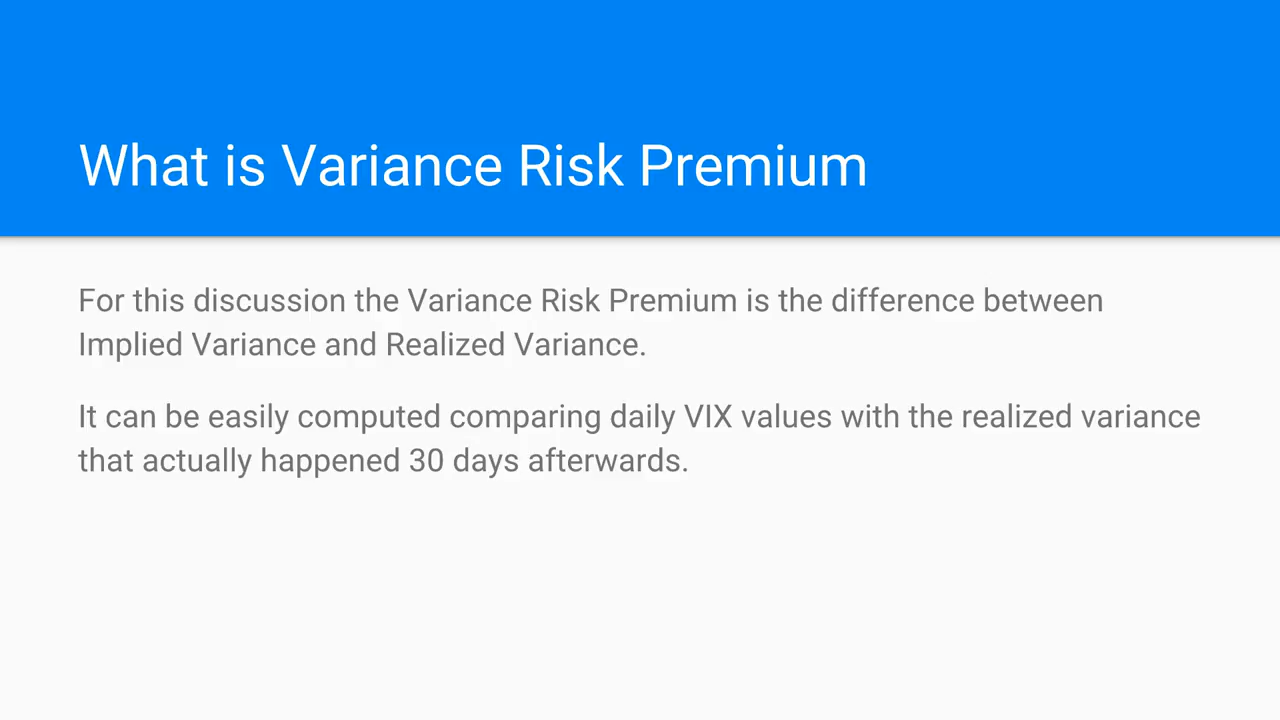 What is Variance Risk Premium
For this discussion the Variance Risk Premium is the difference between
Implied Variance and Realized Variance.
It can be easily computed comparing daily VIX values with the realized variance
that actually happened 30 days afterwards.